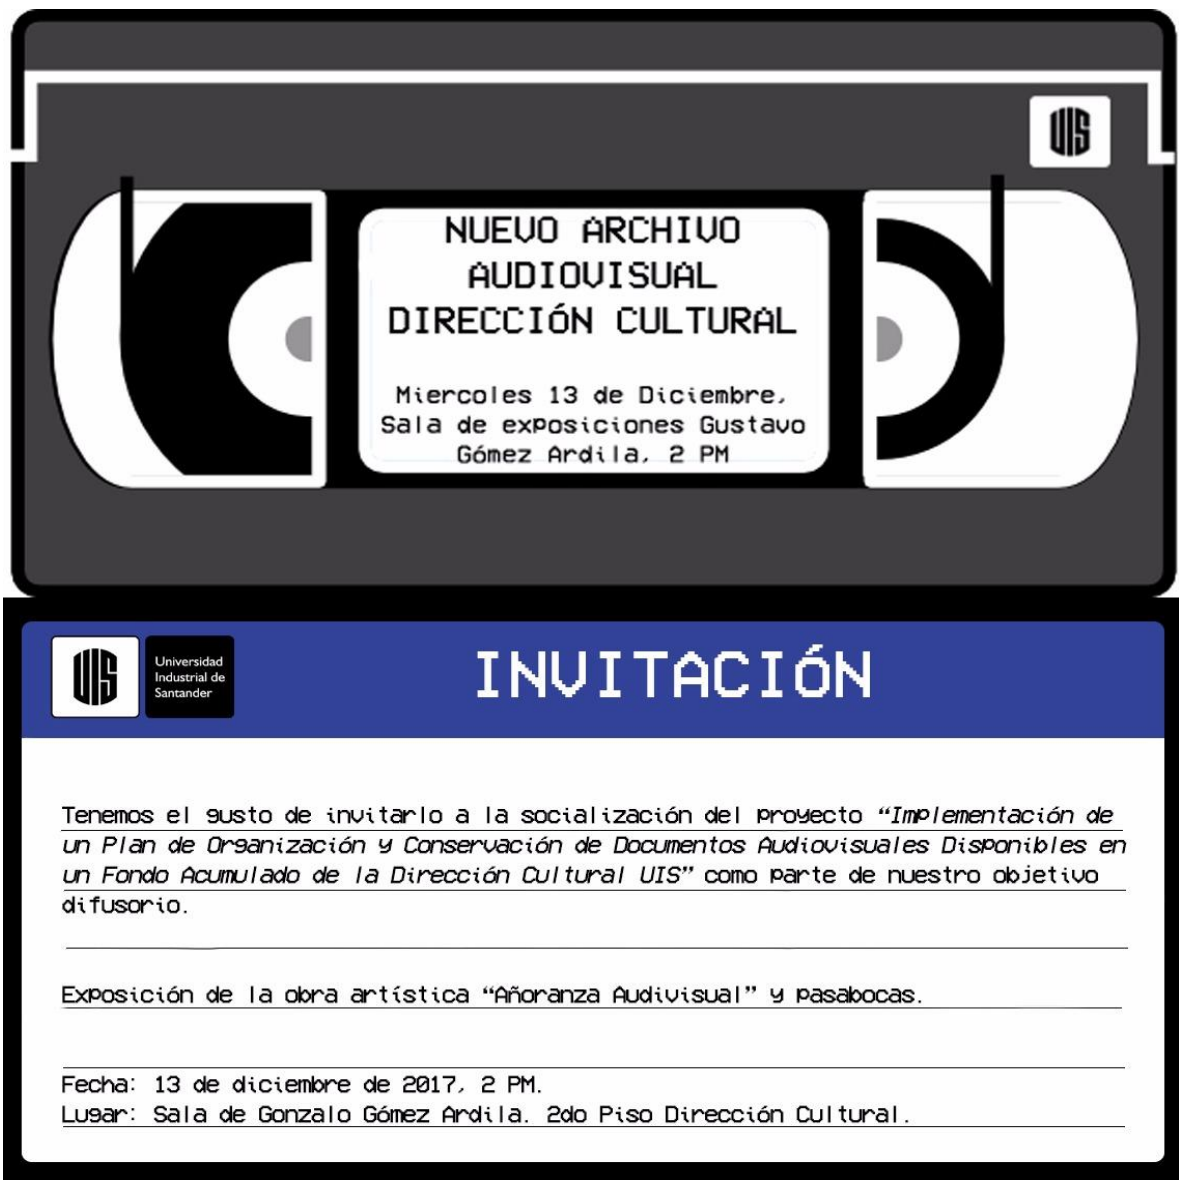 UIS
NUEVO ARCHIVO
AUDIOVISUAL
DIRECCIÓN CULTURAL
Miercoles 13 de Diciembre,
Sala de exposiciones Gustavo
Gómez Ardila, 2 PM
UIS
Universidad
Industrial de
Santander
INVITACIÓN
Tenemos el gusto de invitarlo a la socialización del proyecto “Implementación de
un Plan de Organización y Conservación de Documentos Audiovisuales Disponibles en
un Fondo Acumulado de la Dirección Cultural UIS” como parte de nuestro objetivo
difusorio.
Exposición de la obra artística “Añoranza Audivisual” y pasabocas.
Fecha: 13 de diciembre de 2017, 2 PM.
Lugar: Sala de Gonzalo Gómez Ardila. 2do Piso Dirección Cultural.